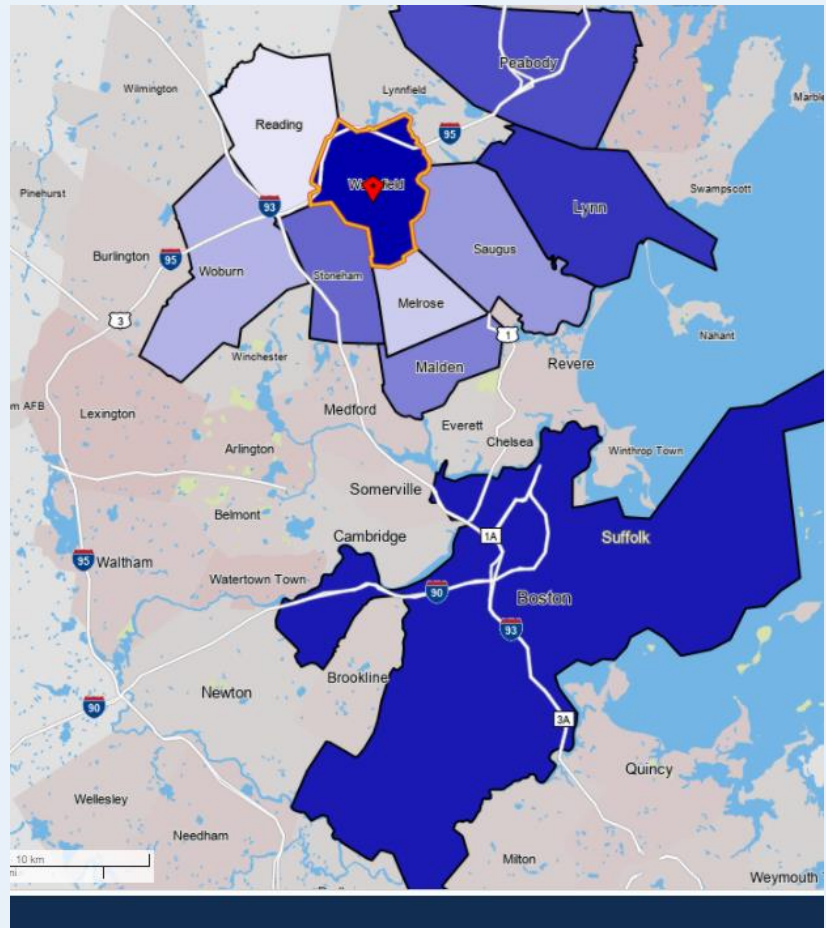 Peabody
Wilmington
Lynnfield
Marble
Reading
95
Pinehurst
Swampscott
93
Lynn
Saugus
Burlington
95
Woburn
Stoneham
Melrose
3
Nahant
1
Winchester
Malden
Revere
m AFB
Lexington
Medford
Everett
Arlington
Chelsea
Winthrop Town
Somerville
Belmont
Cambridge
1A
Suffolk
95
Waltham
Watertown Town
90
Boston
93
Brookline
Newton
90
3A
Quincy
Wellesley
Needham
Milton
10 km
Weymouth